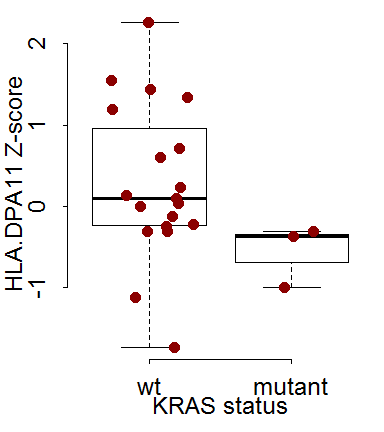 HLA.DPA11 Z-score
2
1
0
-1
wt
mutant
KRAS status